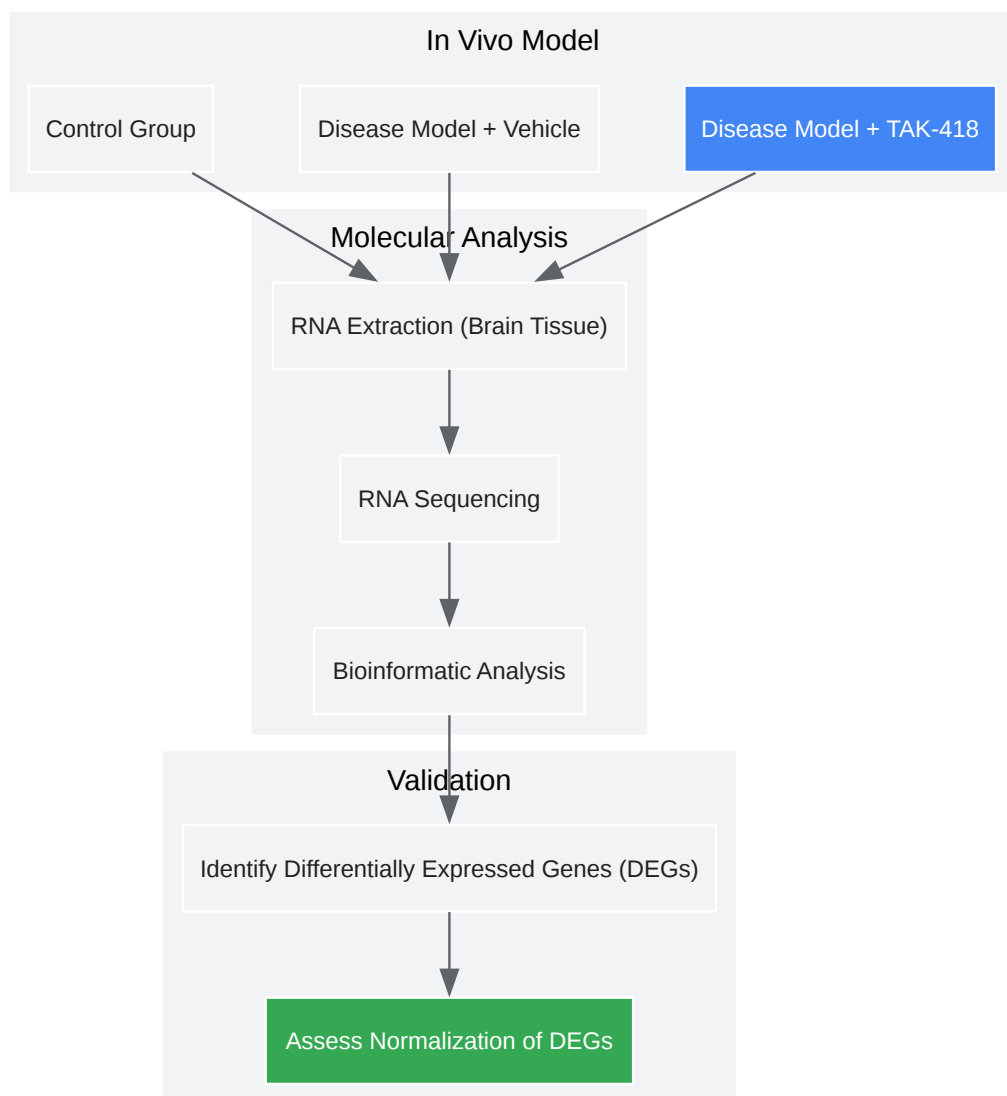 In Vivo Model
Control Group
Disease Model + Vehicle
Disease Model + TAK-418
Molecular Analysis
RNA Extraction (Brain Tissue)
RNA Sequencing
Bioinformatic Analysis
Validation
Identify Differentially Expressed Genes (DEGs)
Assess Normalization of DEGs